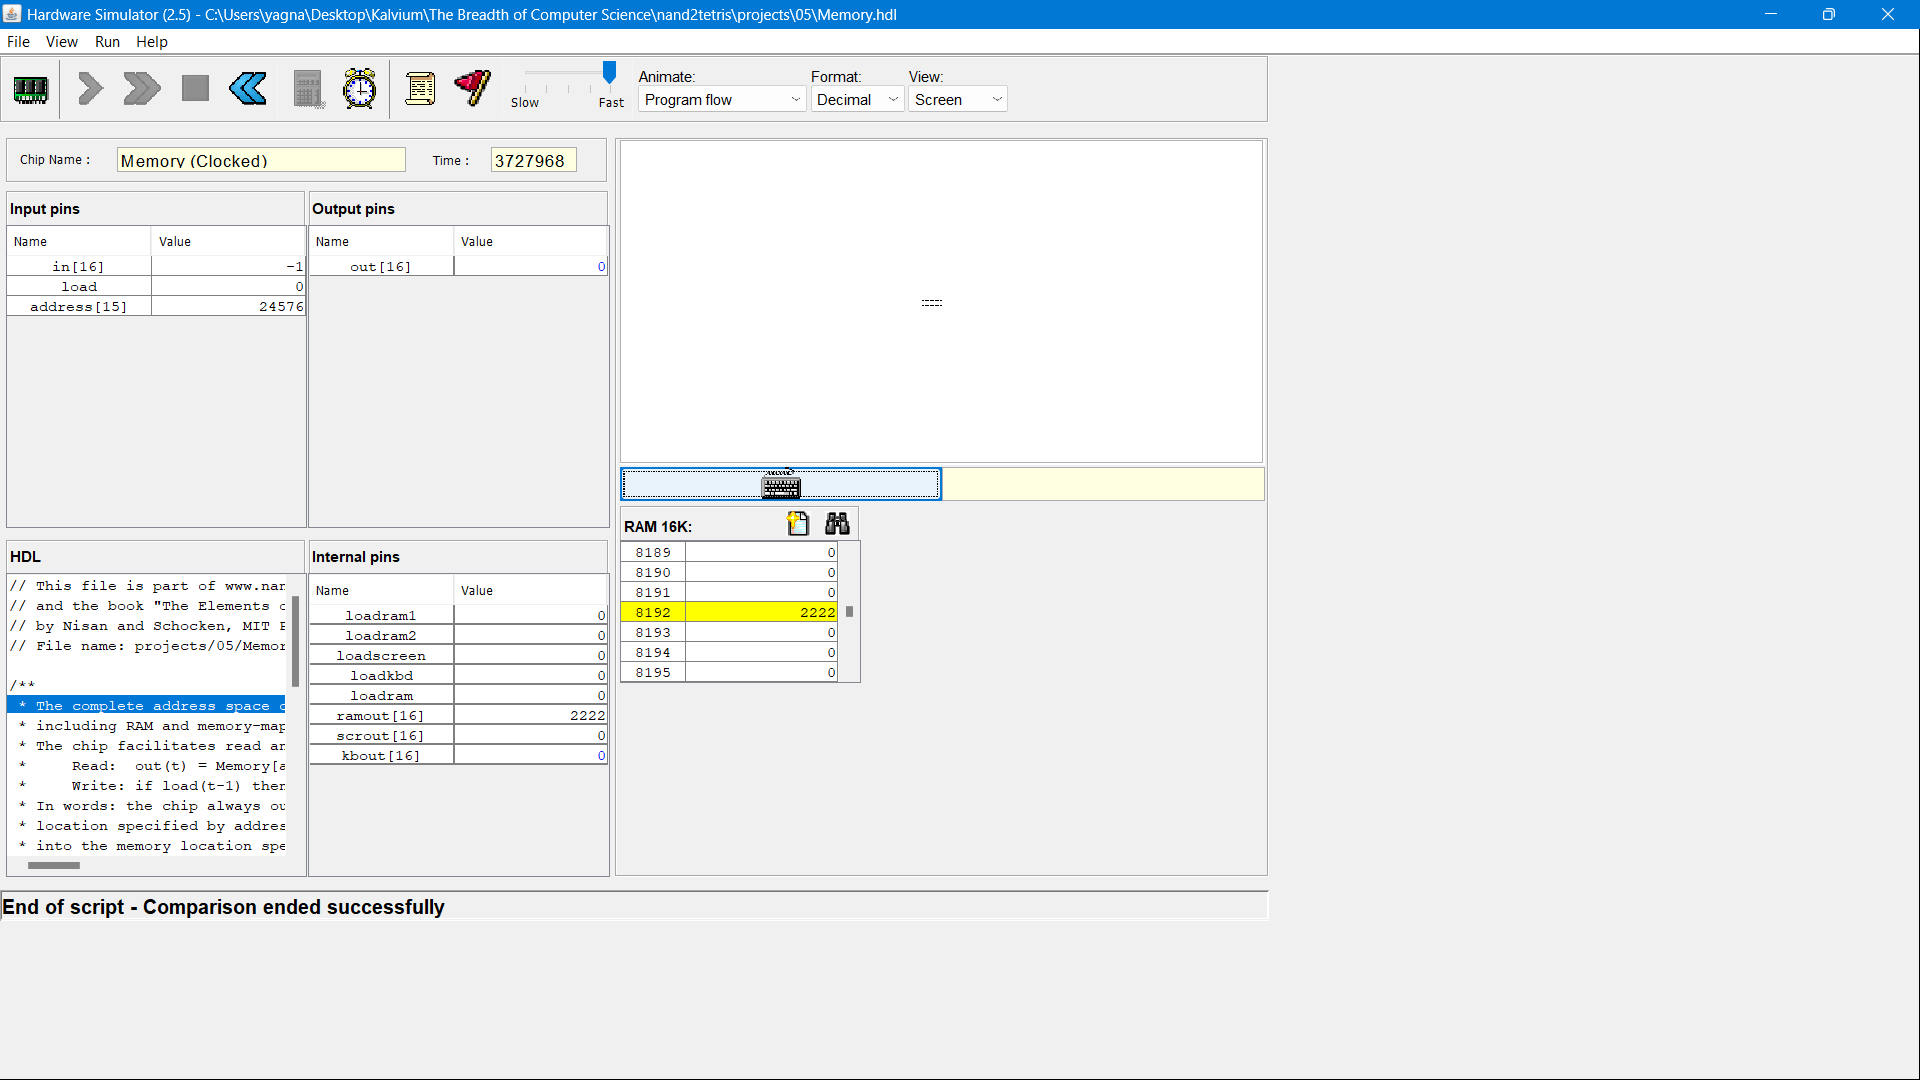 Hardware Simulator (2.5) - C:\Users\yagna\Desktop\Kalvium\The Breadth of Computer Science\nand2tetris\projects\05\Memory.hdl
File View Run Help
Slow Fast
Animate: Format: View:
Program flow Decimal Screen
Chip Name : Memory (Clocked) Time : 3727968
Input pins
Name Value
in[16] -1
load 0
address[15] 24576
Output pins
Name Value
out[16] 0
HDL
// This file is part of www.nan
// and the book "The Elements o
// by Nisan and Schocken, MIT P
// File name: projects/05/Memor
/**
* The complete address space o
* including RAM and memory-map
* The chip facilitates read an
* Read: out(t) = Memory[a
* Write: if load(t-1) then
* In words: the chip always ou
* location specified by addres
* into the memory location spe
Internal pins
Name Value
loadram1 0
loadram2 0
loadscreen 0
loadkbd 0
loadram 0
ramout[16] 2222
scrout[16] 0
kbout[16] 0
RAM 16K:
8189 0
8190 0
8191 0
8192 2222
8193 0
8194 0
8195 0
End of script - Comparison ended successfully